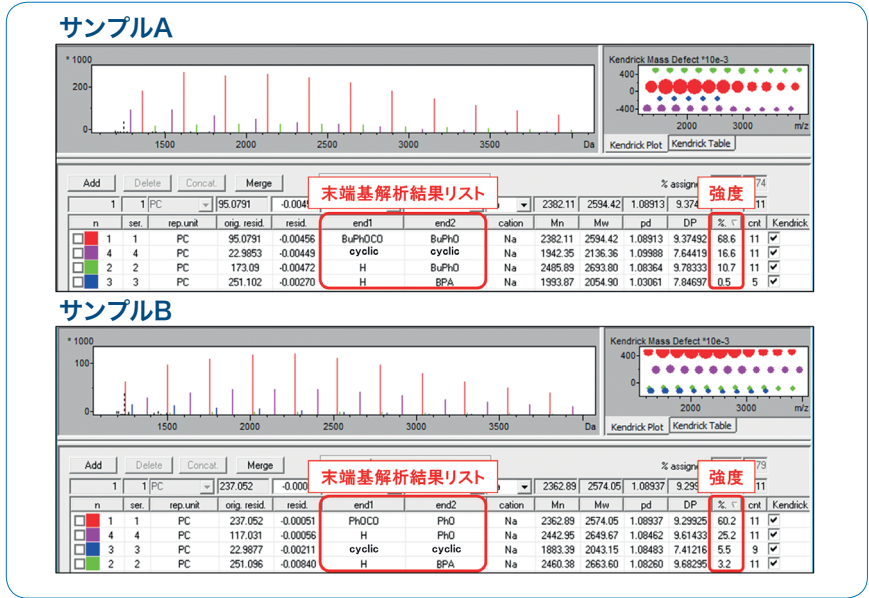 サンプルA
* 1000
Kendrick Mass Defect *10e-3
200-
400-
0-
-400-
0-
2000 3000 m/z
1500 2000 2500 3000 3500 Da
Kendrick Plot Kendrick Table
Add Delete Concat. Merge
末端基解析結果リスト
% assigne 74
強度
1 1 PC 95.0791 -0.0045 a 2382.11 2594.42 1.08913 9.374 11
n ser. rep.unit orig. resid. resid. end1 end2 cation Mn Mw pd DP %. cnt Kendrick
1 1 PC 95.0791 -0.00456 BuPhOCO BuPhO Na 2382.11 2594.42 1.08913 9.37492 68.6 11
4 4 PC 22.9853 -0.00449 cyclic cyclic Na 1942.35 2136.36 1.09988 7.64419 16.6 11
2 2 PC 173.09 -0.00472 H BuPhO Na 2485.89 2693.80 1.08364 9.78333 10.7 11
3 3 PC 251.102 -0.00270 H BPA Na 1993.87 2054.90 1.03061 7.84697 0.5 5
サンプルB
* 1000
Kendrick Mass Defect *10e-3
100-
400-
0-
0-
2000 3000 m/z
1500 2000 2500 3000 3500 Da
Kendrick Plot Kendrick Table
Add Delete Concat. Merge
末端基解析結果リスト
% assigne 79
強度
1 1 PC 237.052 -0.000 a 2362.89 2574.05 1.08937 9.299 11
n ser. rep.unit orig. resid. resid. end1 end2 cation Mn Mw pd DP %. cnt Kendrick
1 1 PC 237.052 -0.00051 PhOCO PhO Na 2362.89 2574.05 1.08937 9.29925 60.2 11
4 4 PC 117.031 -0.00056 H PhO Na 2442.95 2649.67 1.08462 9.61433 25.2 11
3 3 PC 22.9877 -0.00211 cyclic cyclic Na 1883.39 2043.15 1.08483 7.41216 5.5 9
2 2 PC 251.096 -0.00840 H BPA Na 2460.38 2663.60 1.08260 9.68295 3.2 11